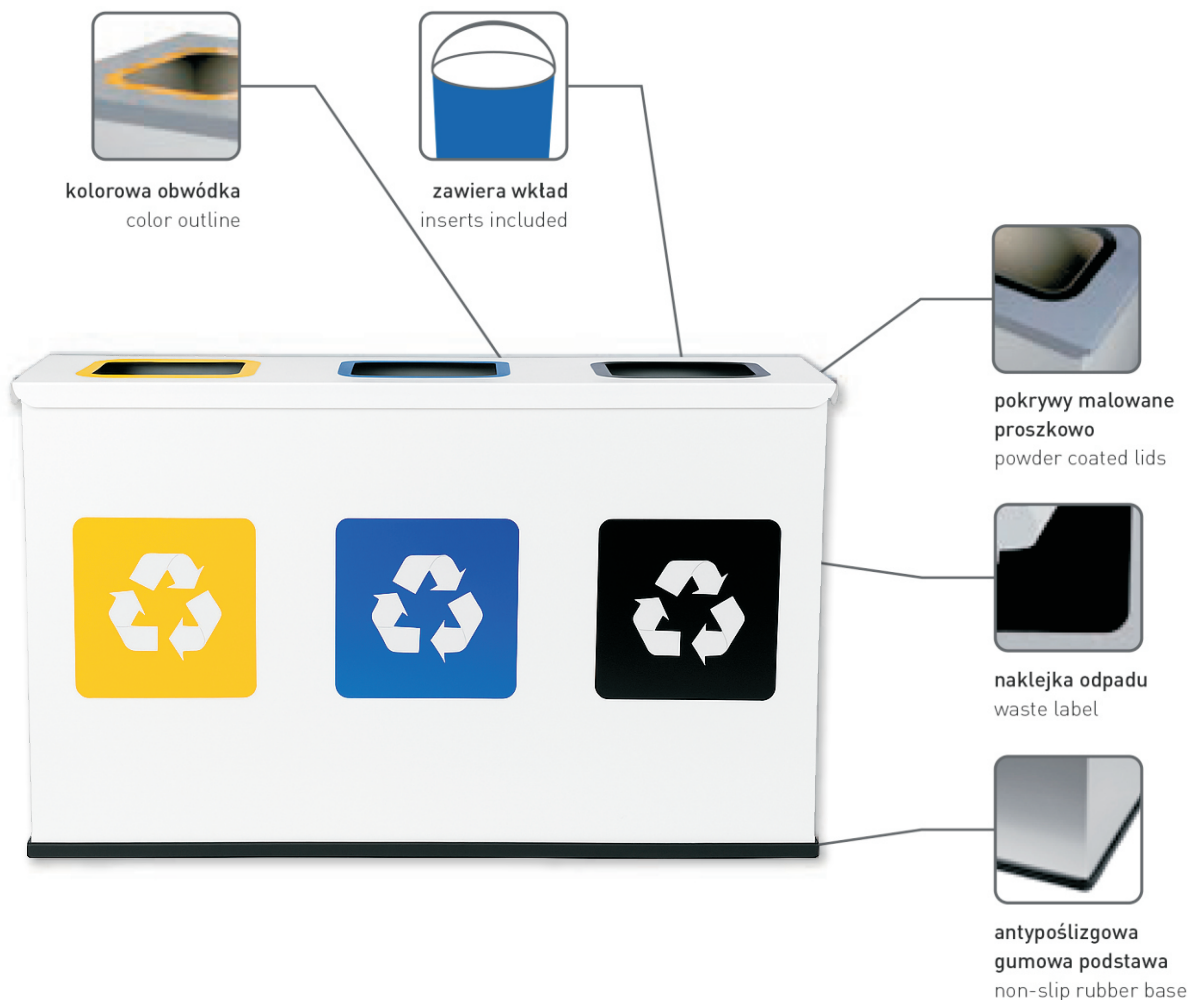 kolorowa obwódka
color outline
zawiera wkład
inserts included
pokrywy malowane
proszkowo
powder coated lids
naklejka odpadu
waste label
antypoślizgowa
gumowa podstawa
non-slip rubber base